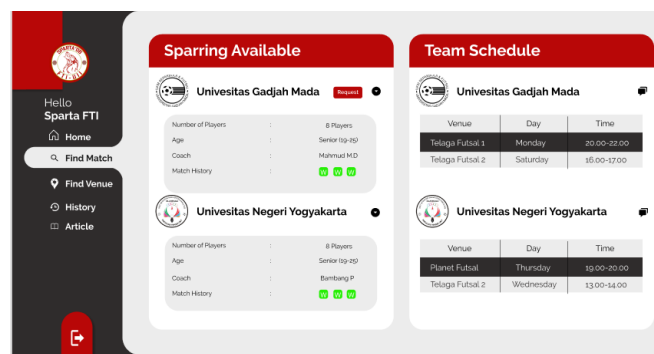 Hello
Sparta FTI
Home
Find Match
Find Venue
History
Article
Sparring Available
Univesitas Gadjah Mada Request
Number of Players : 8 Players
Age : Senior (19-25)
Coach : Mahmud M.D
Match History : W W W
Univesitas Negeri Yogyakarta
Number of Players : 8 Players
Age : Senior (19-25)
Coach : Bambang P
Match History : W W W
Team Schedule
Univesitas Gadjah Mada
Venue Day Time
Telaga Futsal 1 Monday 20.00-22.00
Telaga Futsal 2 Saturday 16.00-17.00
Univesitas Negeri Yogyakarta
Venue Day Time
Planet Futsal Thursday 19.00-20.00
Telaga Futsal 2 Wednesday 13.00-14.00